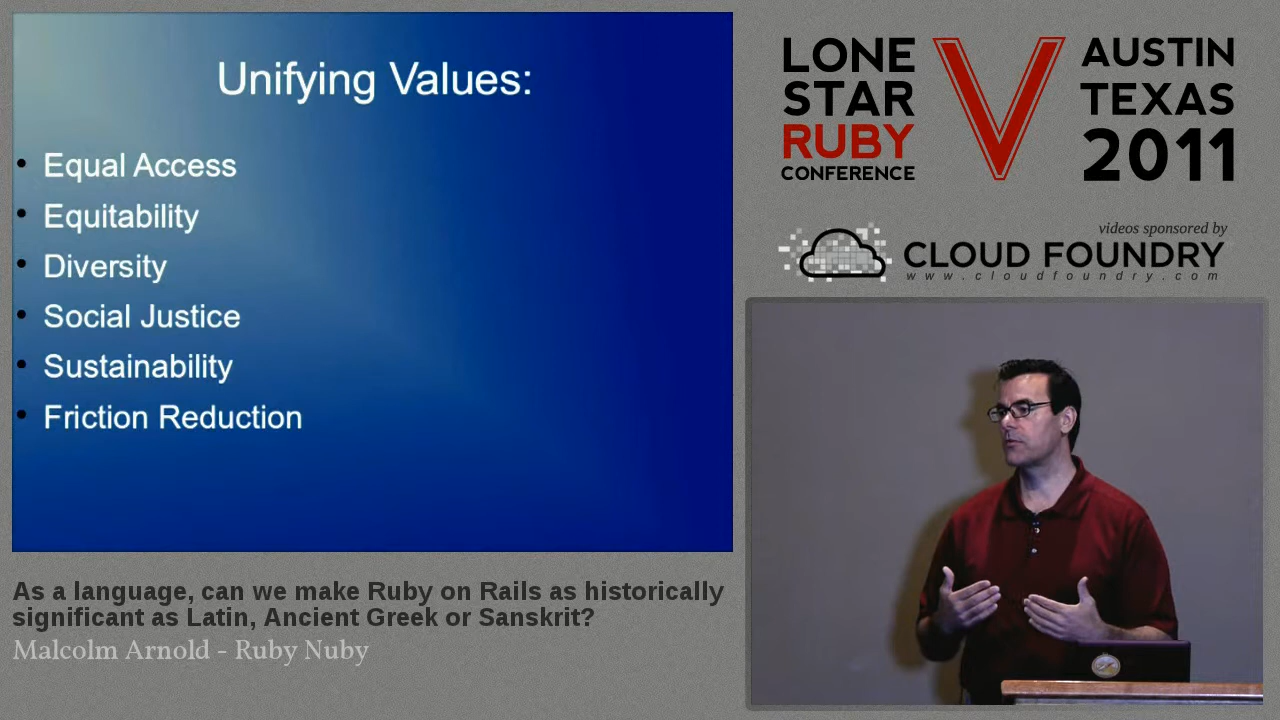 Unifying Values:
• Equal Access
• Equitability
• Diversity
• Social Justice
• Sustainability
• Friction Reduction
As a language, can we make Ruby on Rails as historically
significant as Latin, Ancient Greek or Sanskrit?
Malcolm Arnold - Ruby Nuby
LONE
STAR
RUBY
CONFERENCE
V
AUSTIN
TEXAS
2011
videos sponsored by
CLOUD FOUNDRY
www.cloudfoundry.com